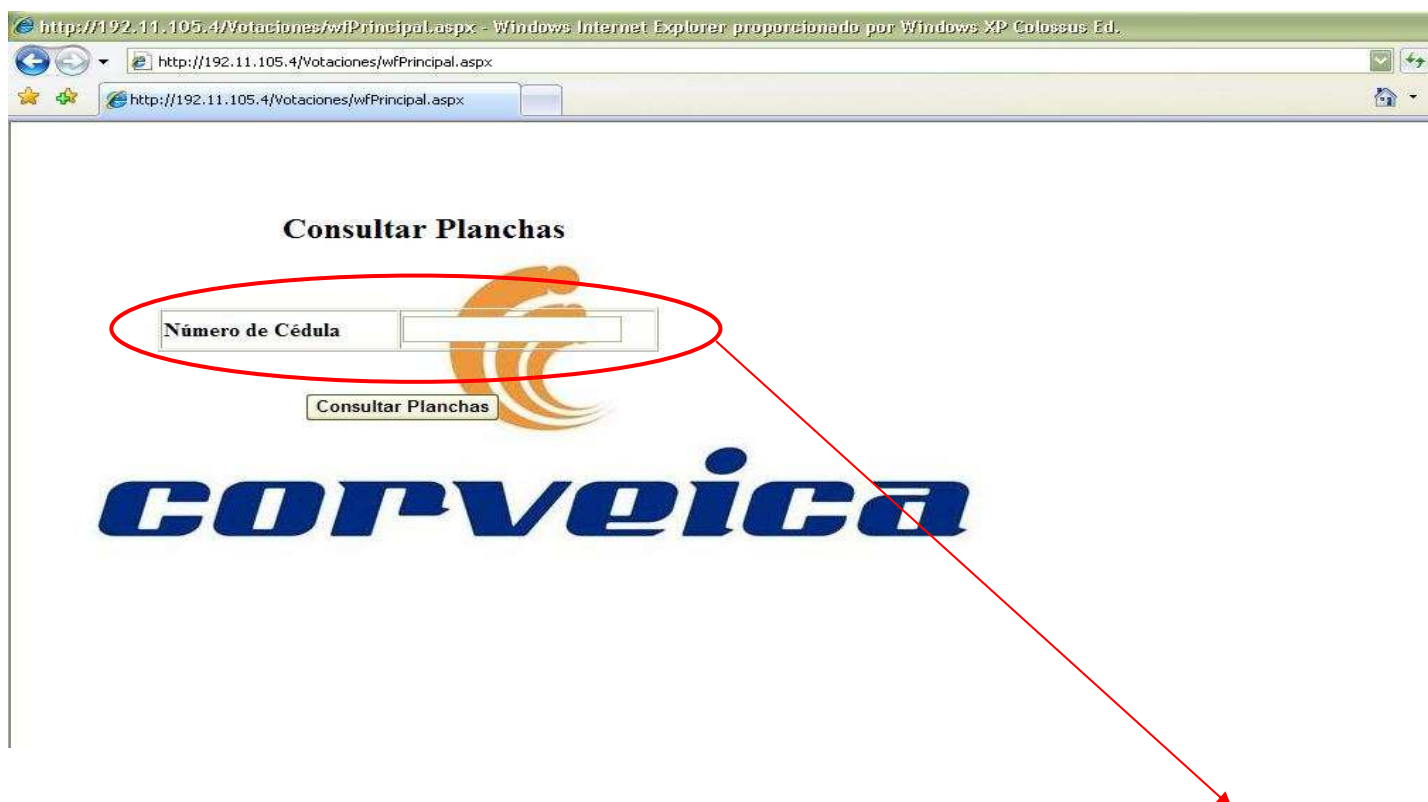 http://192.11.105.4/Votaciones/wfPrincipal.aspx - Windows Internet Explorer proporcionado por Windows XP Colossus Ed.
http://192.11.105.4/Votaciones/wfPrincipal.aspx
http://192.11.105.4/Votaciones/wfPrincipal.aspx
Consultar Planchas
Número de Cédula
Consultar Planchas
corveica